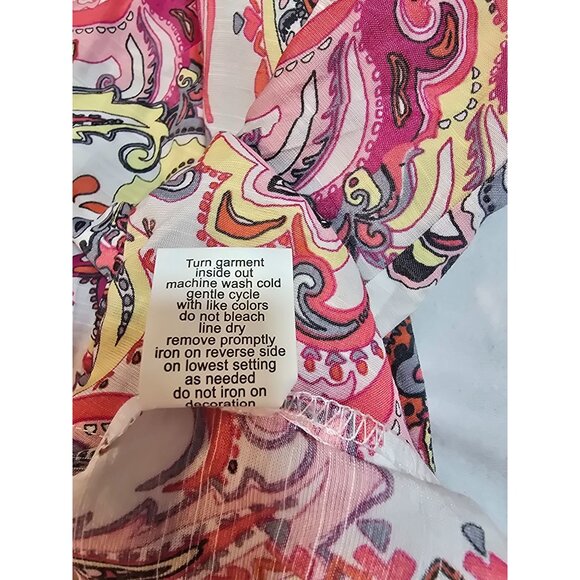 Turn garment
inside out
machine wash cold
gentle cycle
with like colors
do not bleach
line dry
remove promptly
iron on reverse side
on lowest setting
as needed
do not iron on
decoration